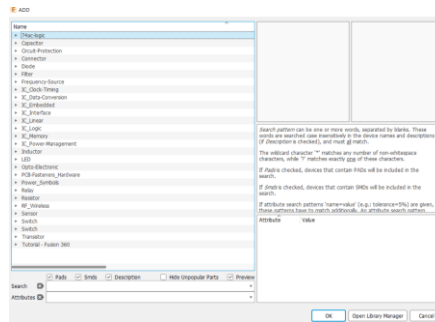 ADD
Name
74ac-logic
Capacitor
Circuit-Protection
Connector
Diode
Filter
Frequency-Source
IC_Clock-Timing
IC_Data-Conversion
IC_Embedded
IC_Interface
IC_Linear
IC_Logic
IC_Memory
IC_Power-Management
Inductor
LED
Opto-Electronic
PCB-Fasteners_Hardware
Power_Symbols
Relay
Resistor
RF_Wireless
Sensor
Switch
Switch
Transistor
Tutorial - Fusion 360
Pads Smds Description Hide Unpopular Parts Preview
Search
Attributes
Search pattern can be one or more words, separated by blanks. These
words are searched case insensitively in the device names and descriptions
(if Description is checked), and must all match.
The wildcard character '*' matches any number of non-whitespace
characters, while '?' matches exactly one of these characters.
If Pads is checked, devices that contain PADs will be included in the
search.
If Smds is checked, devices that contain SMDs will be included in the
search.
If attribute search patterns 'name=value' (e.g.: tolerance=5%) are given,
these patterns have to match additionally. An attribute search pattern
Attribute Value
OK Open Library Manager Cancel